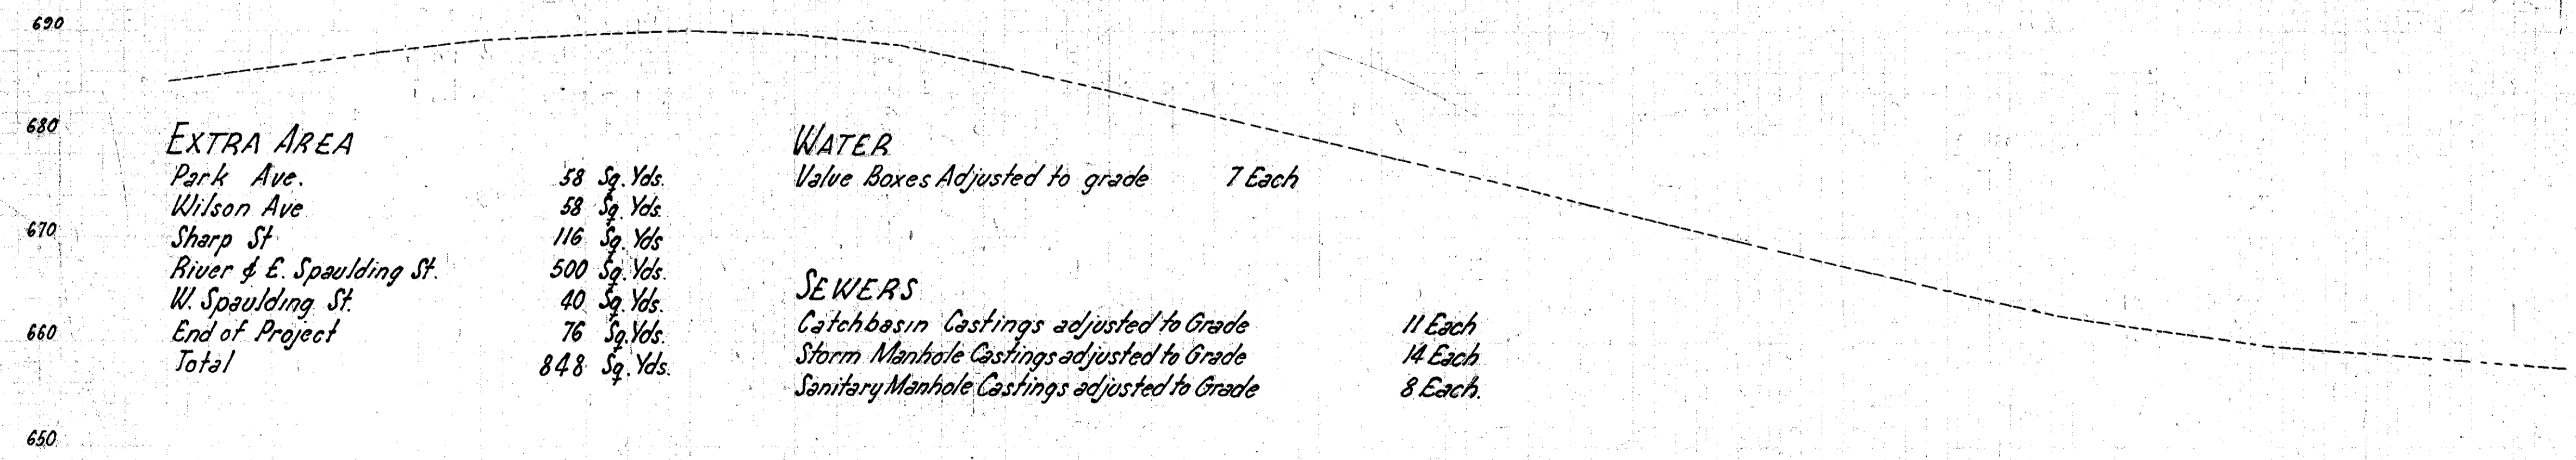 690
680
670
660
650
EXTRA AREA
Park Ave. 58 Sq. Yds.
Wilson Ave 58 Sq. Yds.
Sharp St 116 Sq. Yds
River & E. Spaulding St. 500 Sq. Yds.
W. Spaulding St. 40 Sq. Yds.
End of Project 76 Sq. Yds.
Total 848 Sq. Yds.
WATER
Value Boxes Adjusted to grade 7 Each
SEWERS
Catchbasin Castings adjusted to Grade 11 Each
Storm Manhole Castings adjusted to Grade 14 Each
Sanitary Manhole Castings adjusted to Grade 8 Each.